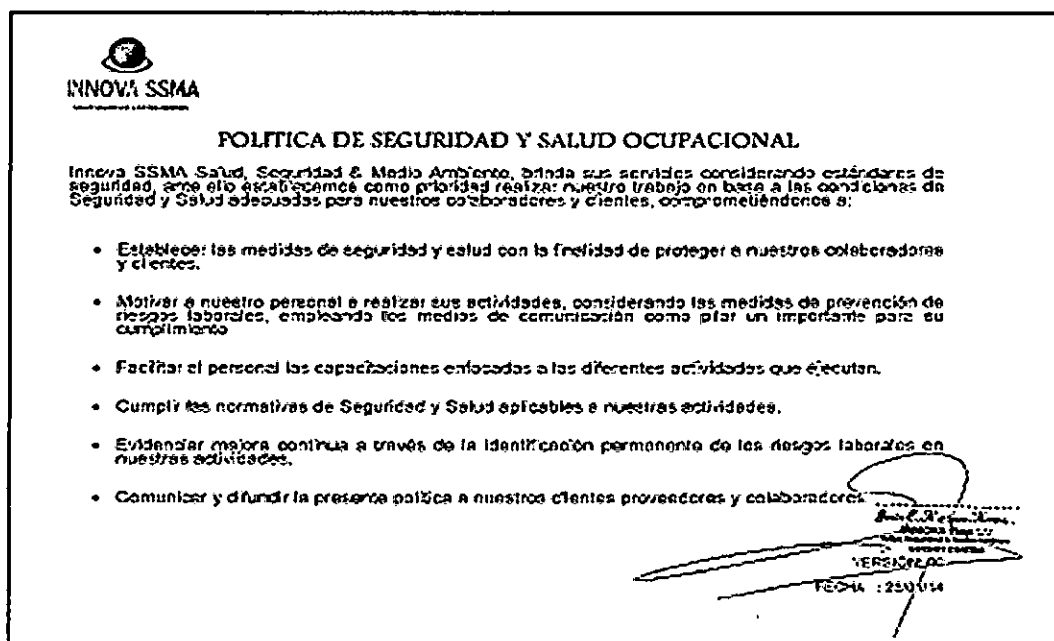 INNOVA SSMA
POLITICA DE SEGURIDAD Y SALUD OCUPACIONAL
Innova SSMA Salud, Seguridad & Medio Ambiente, brinda sus servicios considerando estándares de
seguridad, ante ello establecemos como prioridad realizar nuestro trabajo en base a las condiciones de
Seguridad y Salud adecuadas para nuestros colaboradores y clientes, comprometiéndonos a:
• Establecer las medidas de seguridad y salud con la finalidad de proteger a nuestros colaboradores
y clientes.
• Motivar a nuestro personal a realizar sus actividades, considerando las medidas de prevención de
riesgos laborales, empleando los medios de comunicación como pilar un importante para su
cumplimiento
• Facilitar al personal las capacitaciones enfocadas a las diferentes actividades que ejecutan.
• Cumplir las normativas de Seguridad y Salud aplicables a nuestras actividades.
• Evidenciar mejora continua a través de la identificación permanente de los riesgos laborales en
nuestras actividades.
• Comunicar y difundir la presente política a nuestros clientes proveedores y colaboradores
VERSIÓN:
FECHA :